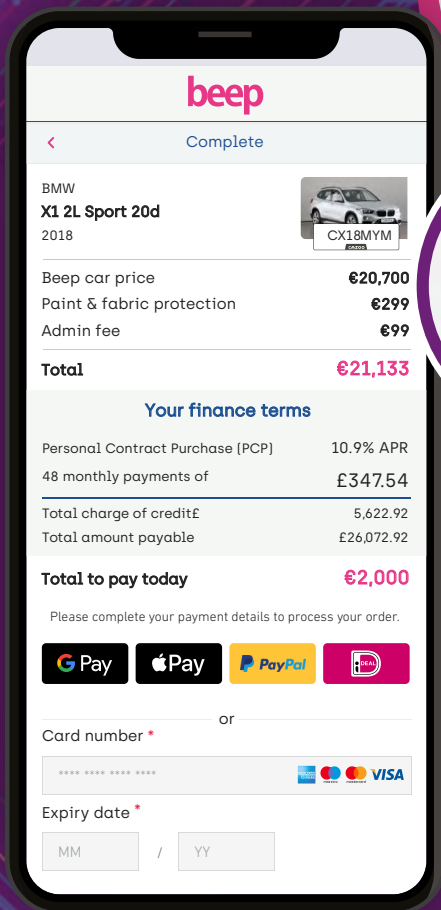 beep
Complete
BMW
X1 2L Sport 20d
2018
CX18MYM
cazoo
Beep car price €20,700
Paint & fabric protection €299
Admin fee €99
Total €21,133
Your finance terms
Personal Contract Purchase (PCP) 10.9% APR
48 monthly payments of £347.54
Total charge of credit£ 5,622.92
Total amount payable £26,072.92
Total to pay today €2,000
Please complete your payment details to process your order.
G Pay Pay PayPal iDEAL
or
Card number *
**** **** **** **** VISA
Expiry date *
MM / YY